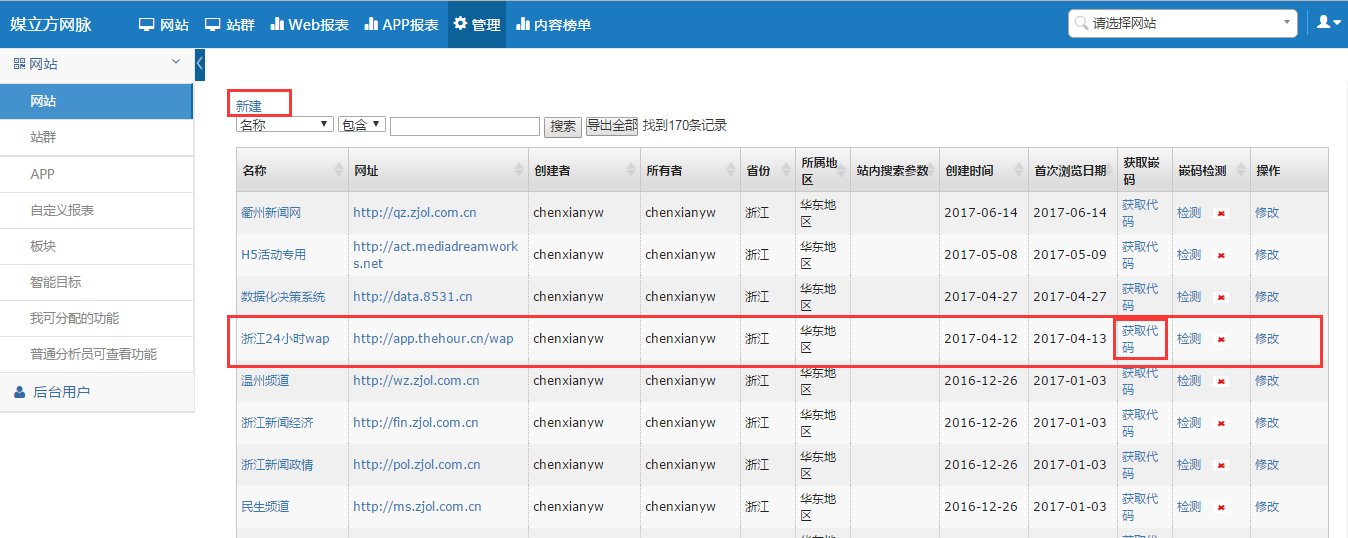 媒立方网脉 网站 站群 Web报表 APP报表 管理 内容榜单 请选择网站
网站
网站
站群
APP
自定义报表
板块
智能目标
我可分配的功能
普通分析员可查看功能
后台用户
新建
名称 包含 搜索 导出全部 找到170条记录
名称 网址 创建者 所有者 省份 所属地区 站内搜索参数 创建时间 首次浏览日期 获取嵌码 嵌码检测 操作
衢州新闻网 http://qz.zjol.com.cn chenxianyw chenxianyw 浙江 华东地区 2017-06-14 2017-06-14 获取代码 检测 修改
H5活动专用 http://act.mediadreamworks.net chenxianyw chenxianyw 浙江 华东地区 2017-05-08 2017-05-09 获取代码 检测 修改
数据化决策系统 http://data.8531.cn chenxianyw chenxianyw 浙江 华东地区 2017-04-27 2017-04-27 获取代码 检测 修改
浙江24小时wap http://app.thehour.cn/wap chenxianyw chenxianyw 浙江 华东地区 2017-04-12 2017-04-13 获取代码 检测 修改
温州频道 http://wz.zjol.com.cn chenxianyw chenxianyw 浙江 华东地区 2016-12-26 2017-01-03 获取代码 检测 修改
浙江新闻经济 http://fin.zjol.com.cn chenxianyw chenxianyw 浙江 华东地区 2016-12-26 2017-01-03 获取代码 检测 修改
浙江新闻政情 http://pol.zjol.com.cn chenxianyw chenxianyw 浙江 华东地区 2016-12-26 2017-01-03 获取代码 检测 修改
民生频道 http://ms.zjol.com.cn chenxianyw chenxianyw 浙江 华东地区 2016-12-26 2017-01-03 获取代码 检测 修改